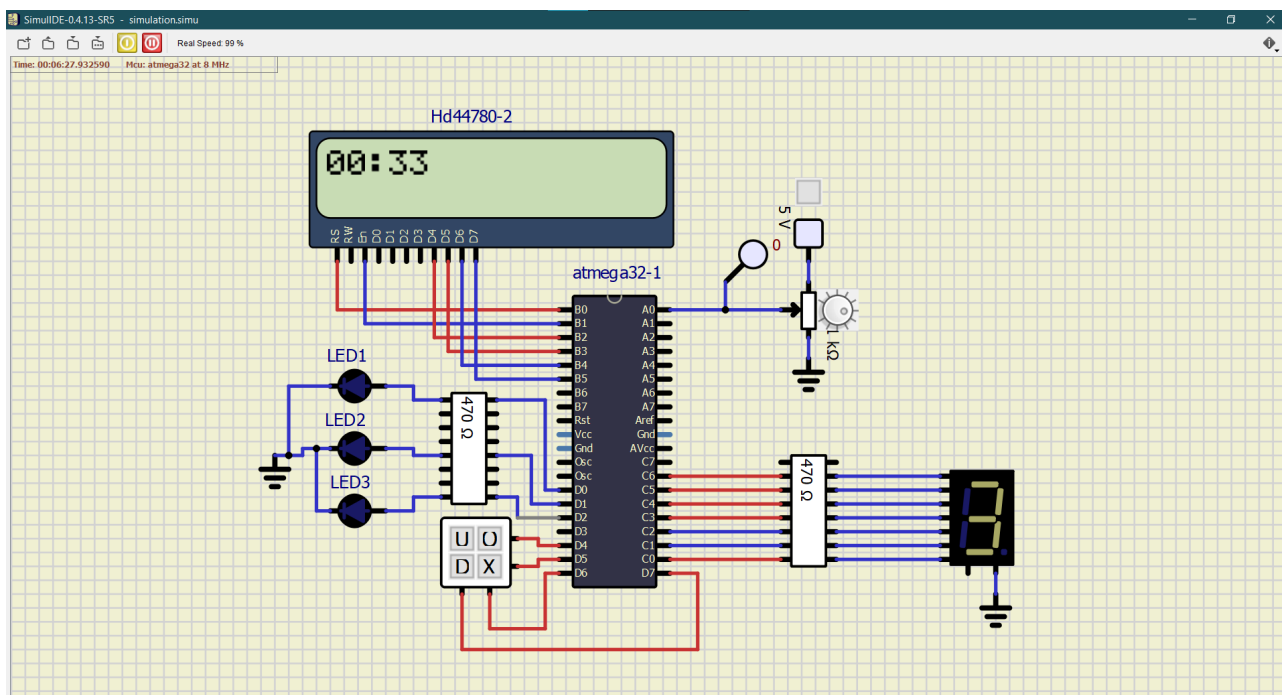 SimulIDE-0.4.13-SR5 - simulation.simu
Real Speed: 99 %
Time: 00:06:27.932590 Mcu: atmega32 at 8 MHz
Hd44780-2
00:33
RS RW En D0 D1 D2 D3 D4 D5 D6 D7
5 V
0
atmega32-1
B0 A0
B1 A1
B2 A2
B3 A3
B4 A4
B5 A5
B6 A6
B7 A7
Rst Aref
Vcc Gnd
Gnd AVcc
Osc C7
Osc C6
D0 C5
D1 C4
D2 C3
D3 C2
D4 C1
D5 C0
D6 D7
1 kΩ
LED1
LED2
LED3
470 Ω
470 Ω
U O
D X
3